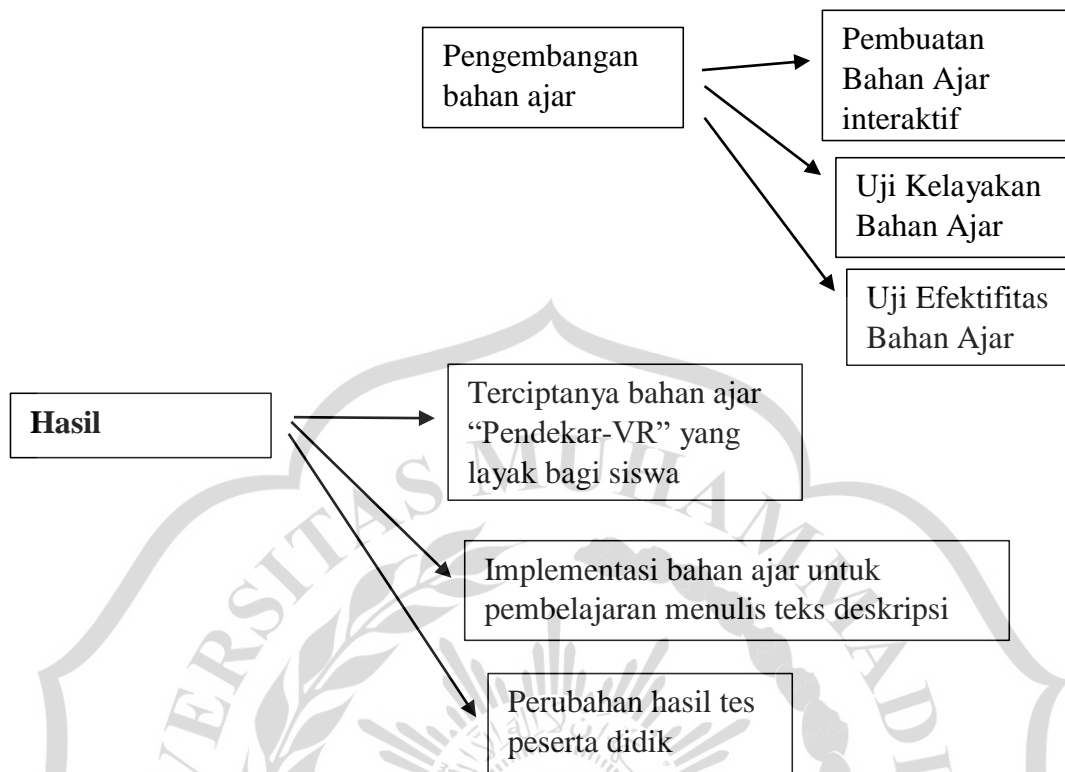 Pengembangan
bahan ajar
Pembuatan
Bahan Ajar
interaktif
Uji Kelayakan
Bahan Ajar
Uji Efektifitas
Bahan Ajar
Hasil
Terciptanya bahan ajar
“Pendekar-VR” yang
layak bagi siswa
Implementasi bahan ajar untuk
pembelajaran menulis teks deskripsi
Perubahan hasil tes
peserta didik
VERSITAS MUHAMMADI